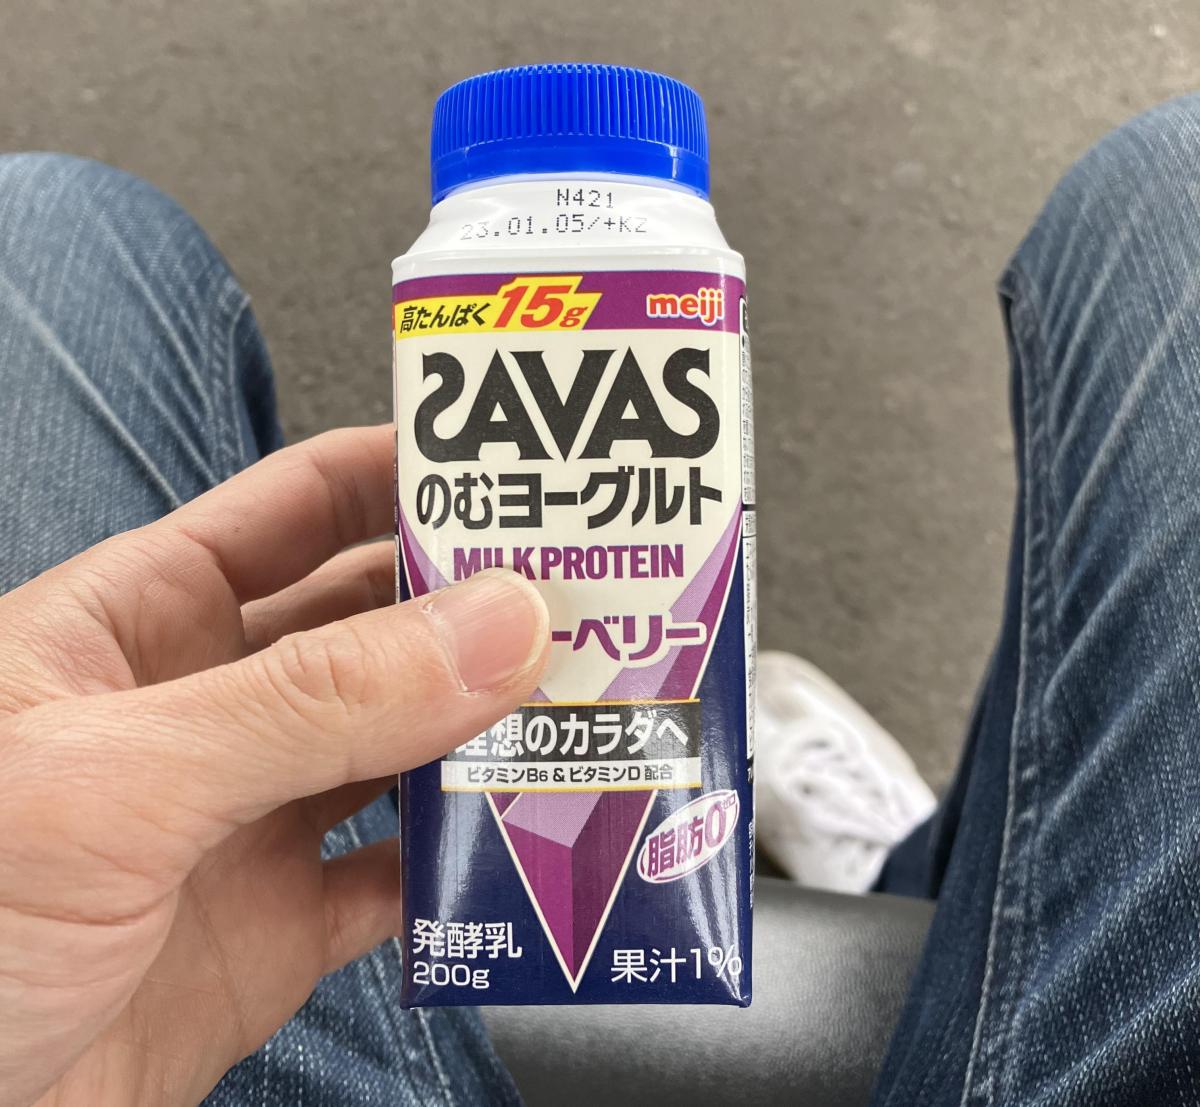 N421
23.01.05/+KZ
高たんぱく15g
meiji
SAVAS
のむヨーグルト
MILK PROTEIN
ーベリー
理想のカラダへ
ビタミンB6 & ビタミンD 配合
脂肪0ゼロ
発酵乳
200g
果汁1%